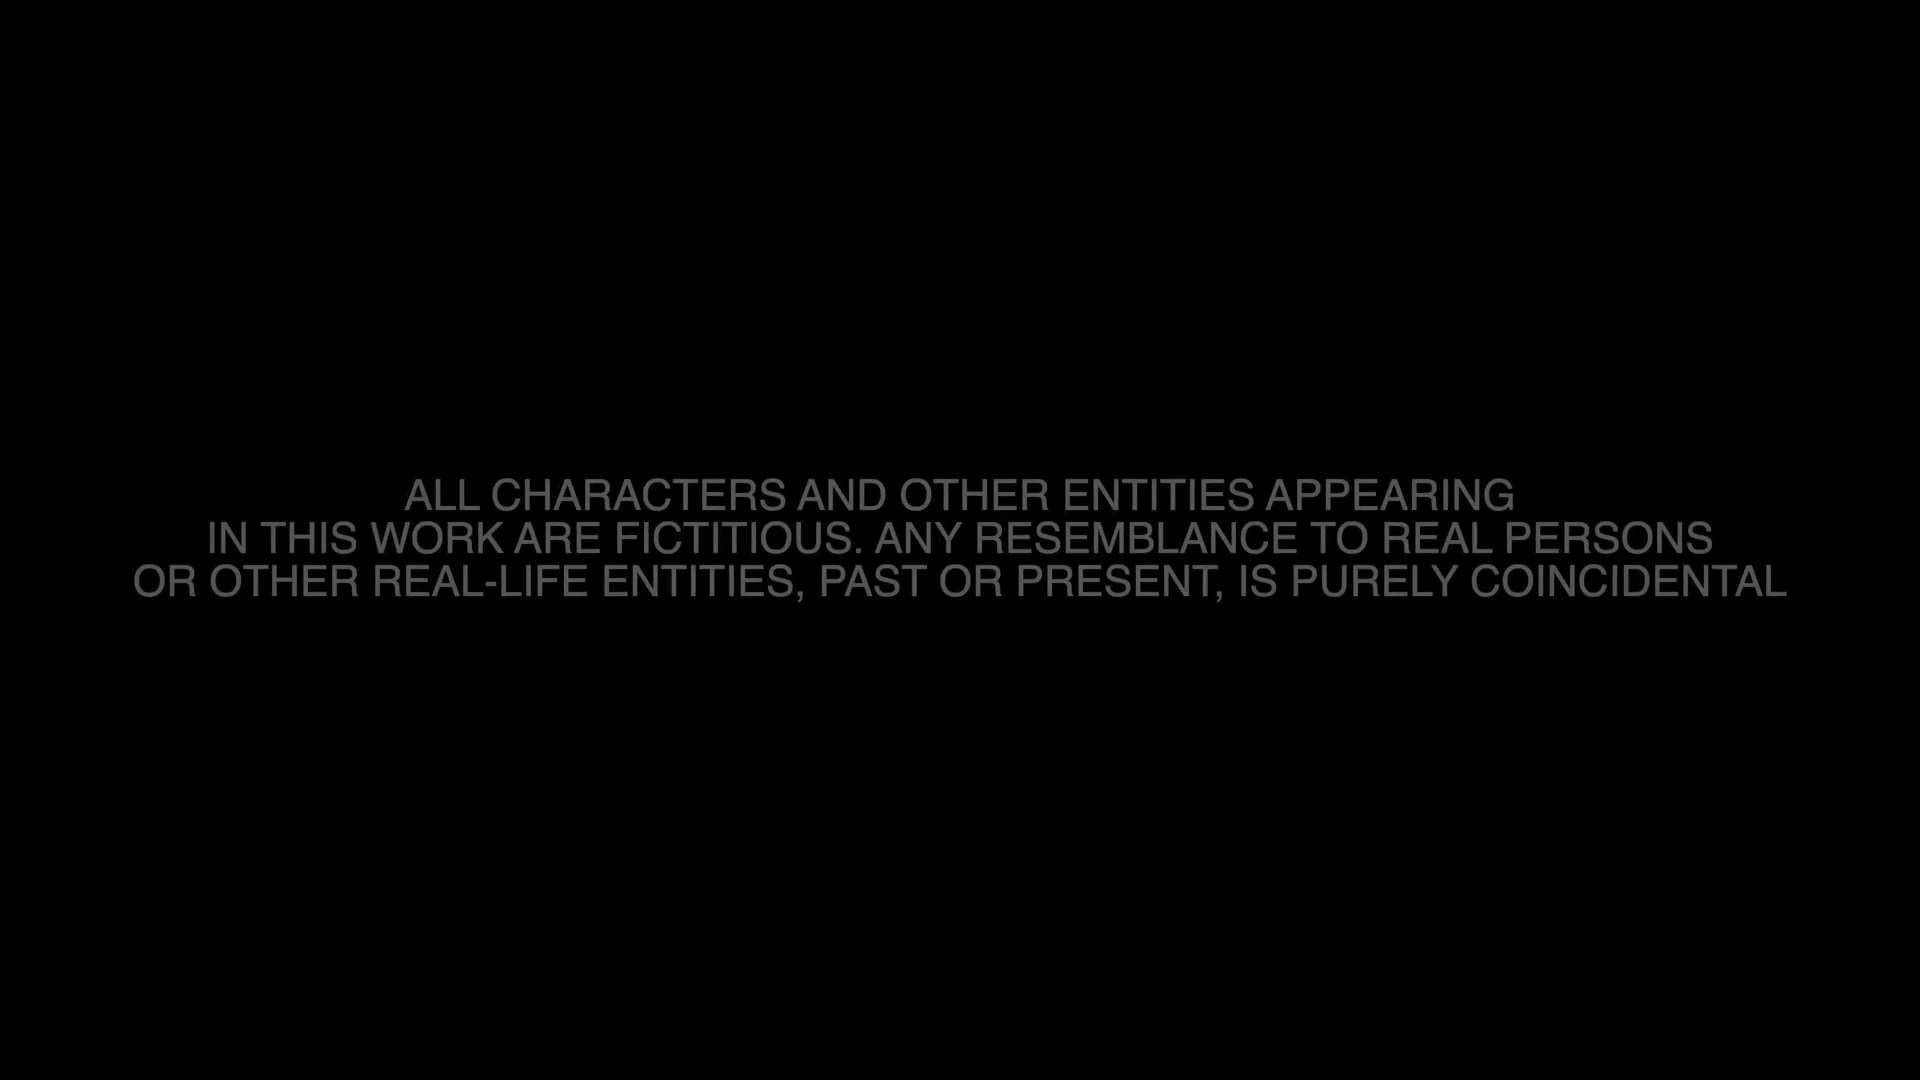 ALL CHARACTERS AND OTHER ENTITIES APPEARING
IN THIS WORK ARE FICTITIOUS. ANY RESEMBLANCE TO REAL PERSONS
OR OTHER REAL-LIFE ENTITIES, PAST OR PRESENT, IS PURELY COINCIDENTAL